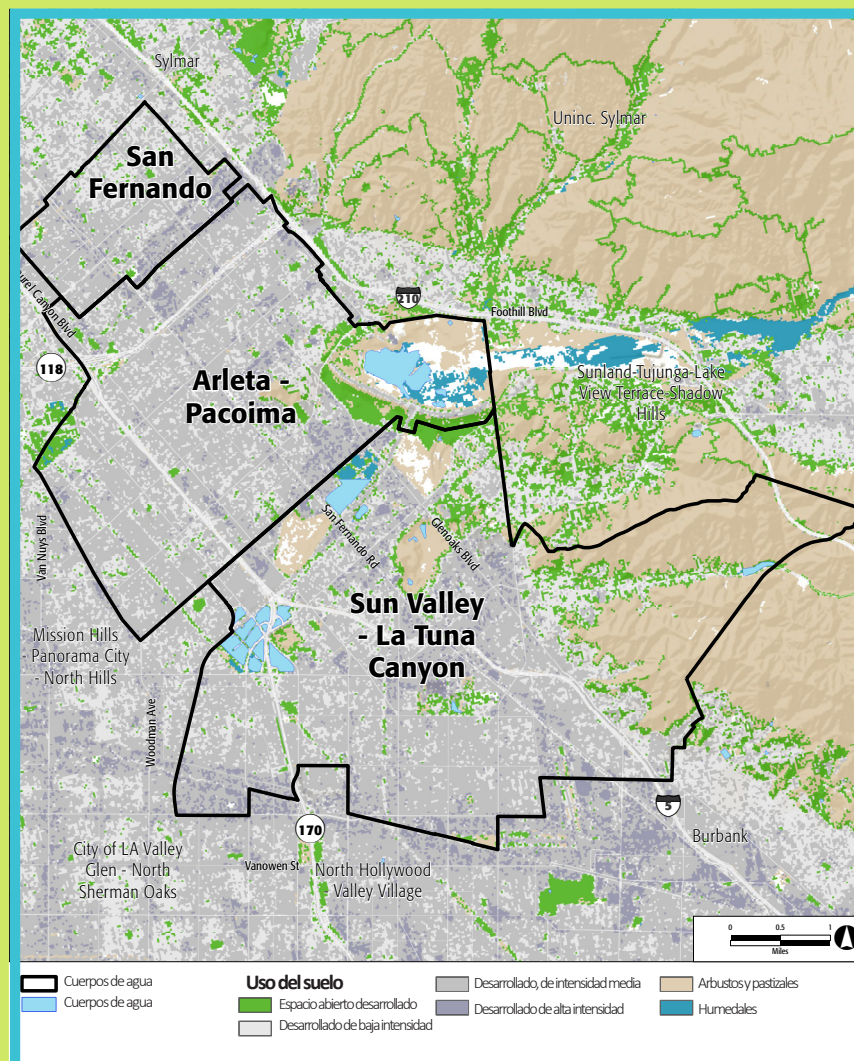 Sylmar
Uninc. Sylmar
San
Fernando
210
Foothill Blvd
Canyon Blvd
118
Arleta -
Pacoima
Sunland-Tujunga-Lake
View Terrace-Shadow
Hills
San Fernando Rd
Glenoaks Blvd
Van Nuys Blvd
Sun Valley
- La Tuna
Canyon
Mission Hills
- Panorama City
- North Hills
Woodman Ave
5
170
Burbank
City of LA Valley
Glen - North
Sherman Oaks
Vanowen St
North Hollywood
- Valley Village
0 0.5 1
Miles
Cuerpos de agua
Cuerpos de agua
Uso del suelo
Espacio abierto desarrollado
Desarrollado de baja intensidad
Desarrollado, de intensidad media
Desarrollado de alta intensidad
Arbustos y pastizales
Humedales